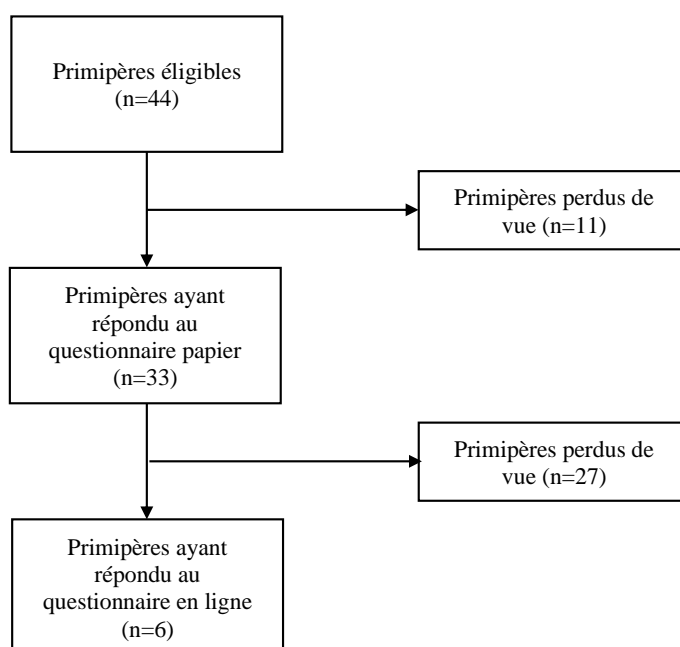 Primipères éligibles
(n=44)
Primipères perdus de
vue (n=11)
Primipères ayant
répondu au
questionnaire papier
(n=33)
Primipères perdus de
vue (n=27)
Primipères ayant
répondu au
questionnaire en ligne
(n=6)